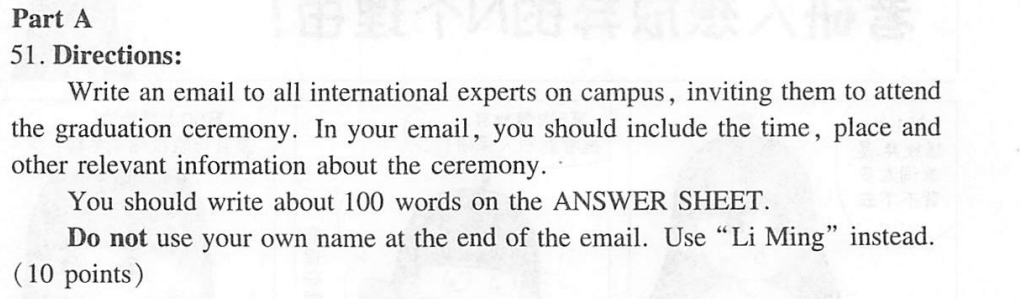 Part A
51. Directions:
Write an email to all international experts on campus, inviting them to attend
the graduation ceremony. In your email, you should include the time, place and
other relevant information about the ceremony.
You should write about 100 words on the ANSWER SHEET.
Do not use your own name at the end of the email. Use “Li Ming” instead.
(10 points)